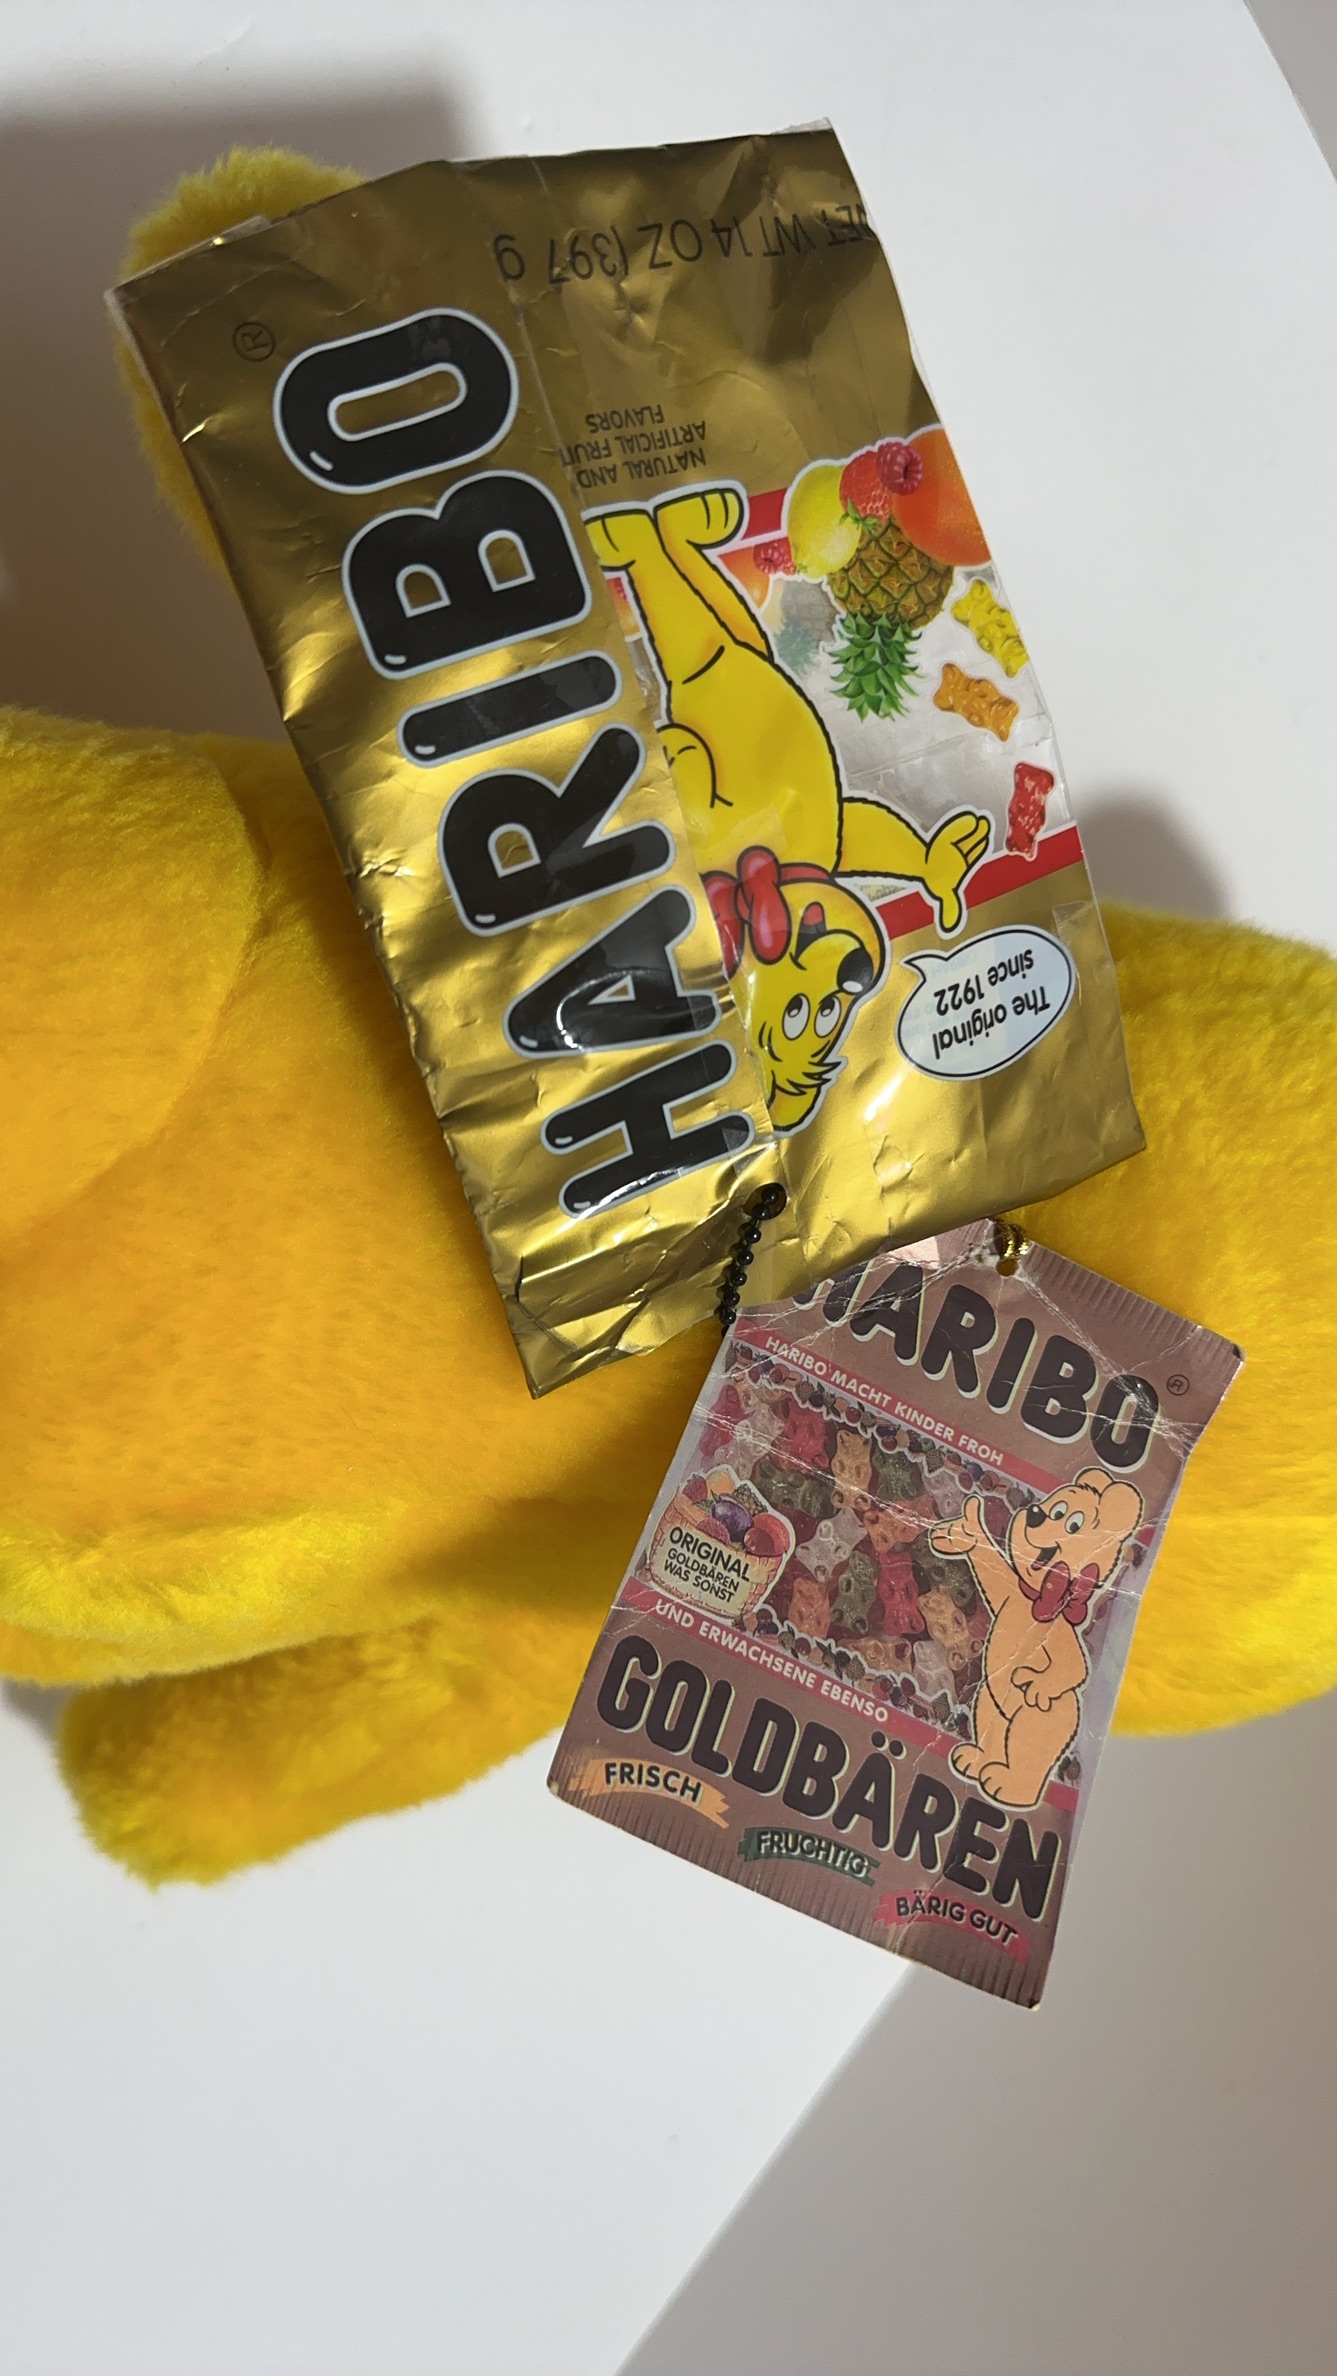 HARIBO
®
NET WT 14 OZ (397 g
NATURAL AND
ARTIFICIAL FRUIT
FLAVORS
The original
since 1922
HARIBO
®
HARIBO MACHT KINDER FROH
ORIGINAL
GOLDBÄREN
WAS SONST
UND ERWACHSENE EBENSO
GOLDBÄREN
FRISCH
FRUCHTIG
BÄRIG GUT